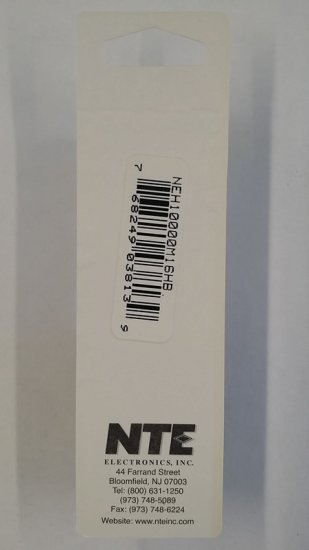 NEH10000M16HB
7 68249 03813 9
NTE
ELECTRONICS, INC.
44 Farrand Street
Bloomfield, NJ 07003
Tel: (800) 631-1250
(973) 748-5089
Fax: (973) 748-6224
Website: www.nteinc.com